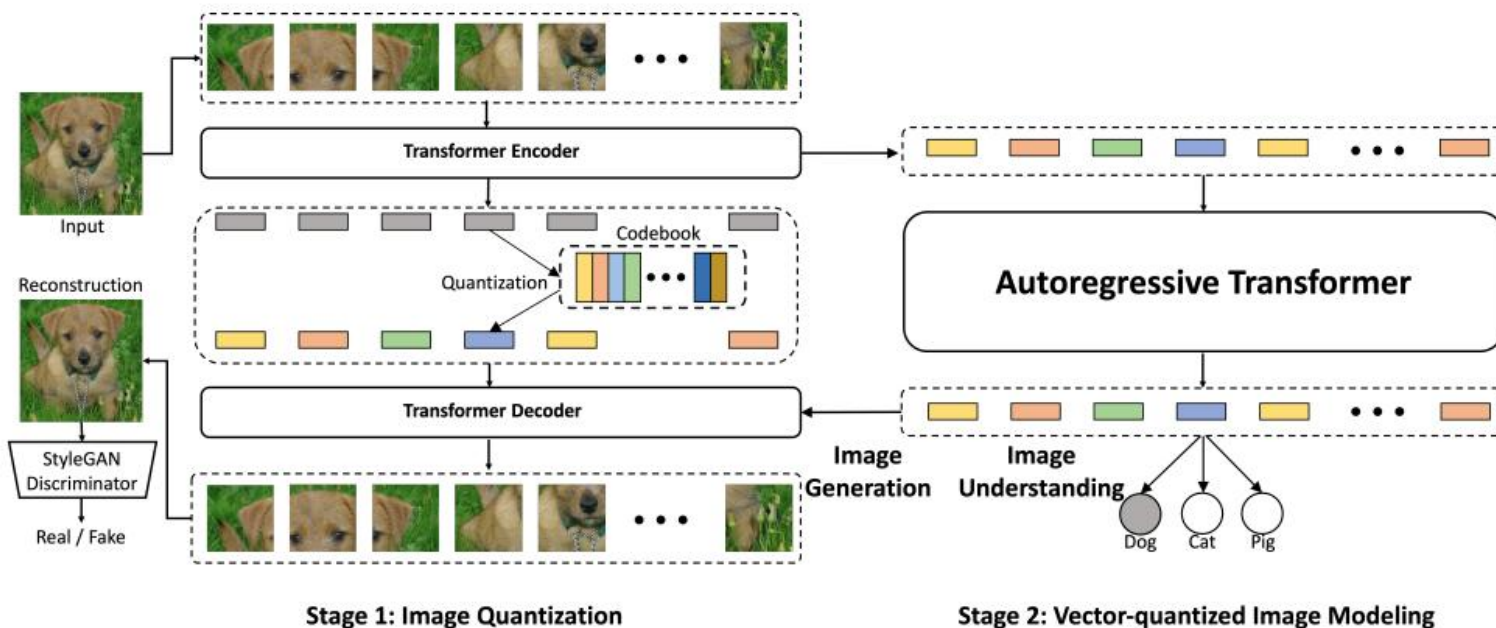 Input
Transformer Encoder
Codebook
Quantization
Reconstruction
Transformer Decoder
StyleGAN
Discriminator
Real / Fake
Autoregressive Transformer
Image
Generation
Image
Understanding
Dog
Cat
Pig
Stage 1: Image Quantization
Stage 2: Vector-quantized Image Modeling